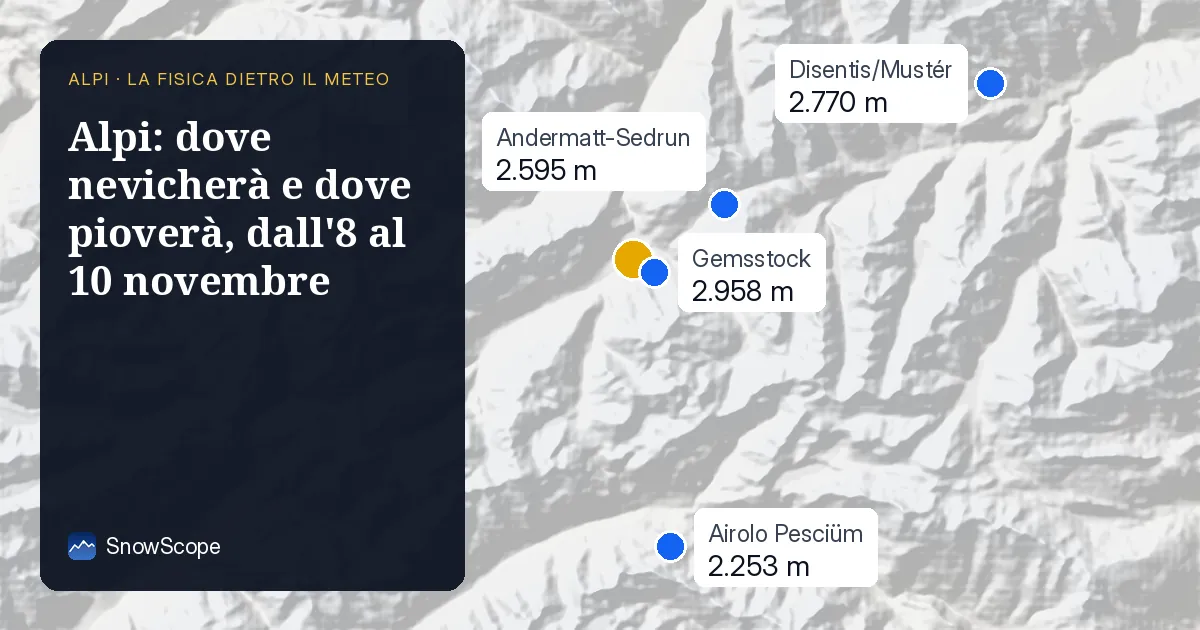 ALPI · LA FISICA DIETRO IL METEO
Alpi: dove
nevicherà e dove
pioverà, dall'8 al
10 novembre
SnowScope
Disentis/Mustér
2.770 m
Andermatt-Sedrun
2.595 m
Gemsstock
2.958 m
Airolo Pesciüm
2.253 m